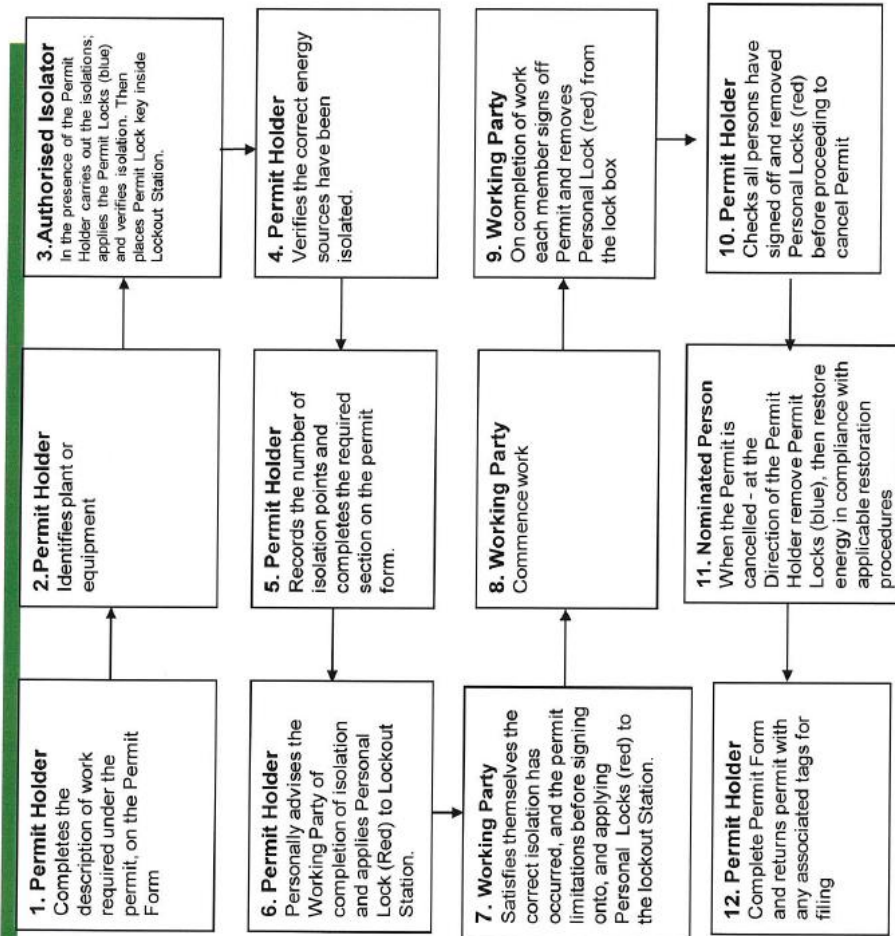 1. Permit Holder
Completes the
description of work
required under the
permit, on the Permit
Form
2.Permit Holder
Identifies plant or
equipment
3.Authorised Isolator
In the presence of the Permit
Holder carries out the isolations;
applies the Permit Locks (blue)
and verifies isolation. Then
places Permit Lock key inside
Lockout Station.
4. Permit Holder
Verifies the correct energy
sources have been
isolated.
5. Permit Holder
Records the number of
isolation points and
completes the required
section on the permit
form.
6. Permit Holder
Personally advises the
Working Party of
completion of isolation
and applies Personal
Lock (Red) to Lockout
Station.
7. Working Party
Satisfies themselves the
correct isolation has
occurred, and the permit
limitations before signing
onto, and applying
Personal Locks (red) to
the lockout Station.
8. Working Party
Commence work
9. Working Party
On completion of work
each member signs off
Permit and removes
Personal Lock (red) from
the lock box
10. Permit Holder
Checks all persons have
signed off and removed
Personal Locks (red)
before proceeding to
cancel Permit
11. Nominated Person
When the Permit is
cancelled - at the
Direction of the Permit
Holder remove Permit
Locks (blue), then restore
energy in compliance with
applicable restoration
procedures
12. Permit Holder
Complete Permit Form
and returns permit with
any associated tags for
filing